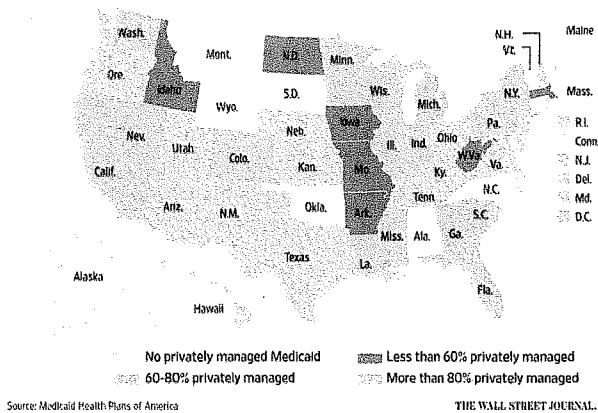 Wash.
Mont.
N.D.
Minn.
N.H.
Maine
Vt.
Ore.
Idaho
S.D.
Wis.
Mich.
N.Y.
Mass.
Wyo.
Iowa
Pa.
R.I.
Nev.
Neb.
Ill.
Ind.
Ohio
Conn.
Utah
Colo.
Kan.
Mo.
Ky.
W.Va.
Va.
N.J.
Calif.
Del.
Tenn.
N.C.
Md.
Ariz.
N.M.
Okla.
Ark.
S.C.
D.C.
Miss.
Ala.
Ga.
Texas
La.
Alaska
Fla.
Hawaii
No privately managed Medicaid
Less than 60% privately managed
60-80% privately managed
More than 80% privately managed
Source: Medicaid Health Plans of America
THE WALL STREET JOURNAL.